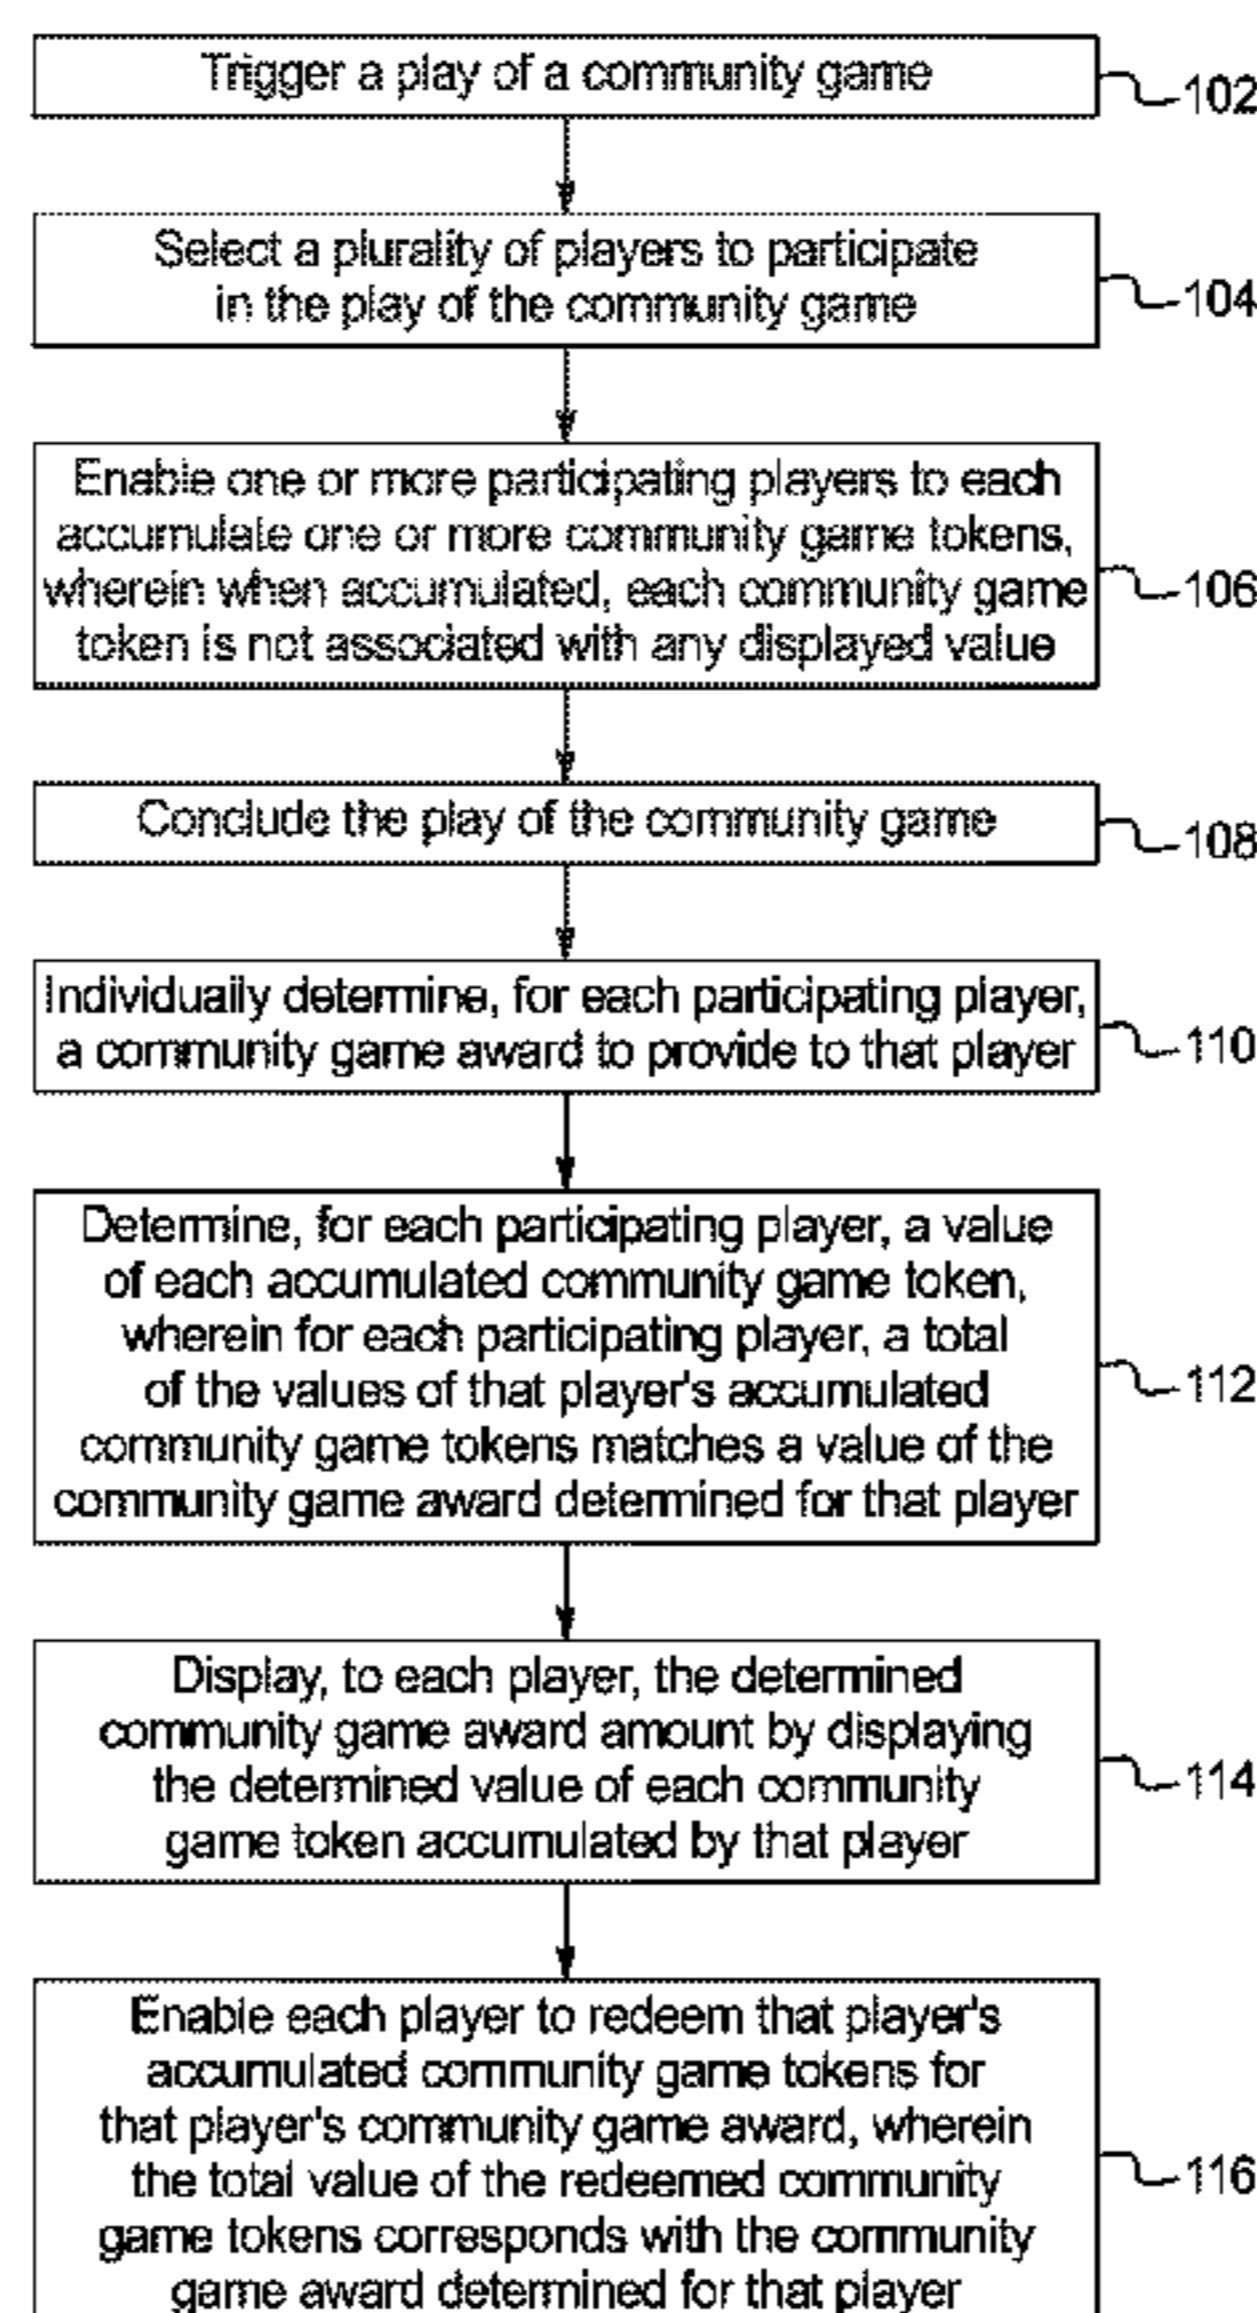 Trigger a play of a community game
102
Select a plurality of players to participate
in the play of the community game
104
Enable one or more participating players to each
accumulate one or more community game tokens,
wherein when accumulated, each community game
token is not associated with any displayed value
106
Conclude the play of the community game
108
Individually determine, for each participating player,
a community game award to provide to that player
110
Determine, for each participating player, a value
of each accumulated community game token,
wherein for each participating player, a total
of the values of that player's accumulated
community game tokens matches a value of the
community game award determined for that player
112
Display, to each player, the determined
community game award amount by displaying
the determined value of each community
game token accumulated by that player
114
Enable each player to redeem that player's
accumulated community game tokens for
that player's community game award, wherein
the total value of the redeemed community
game tokens corresponds with the community
game award determined for that player
116